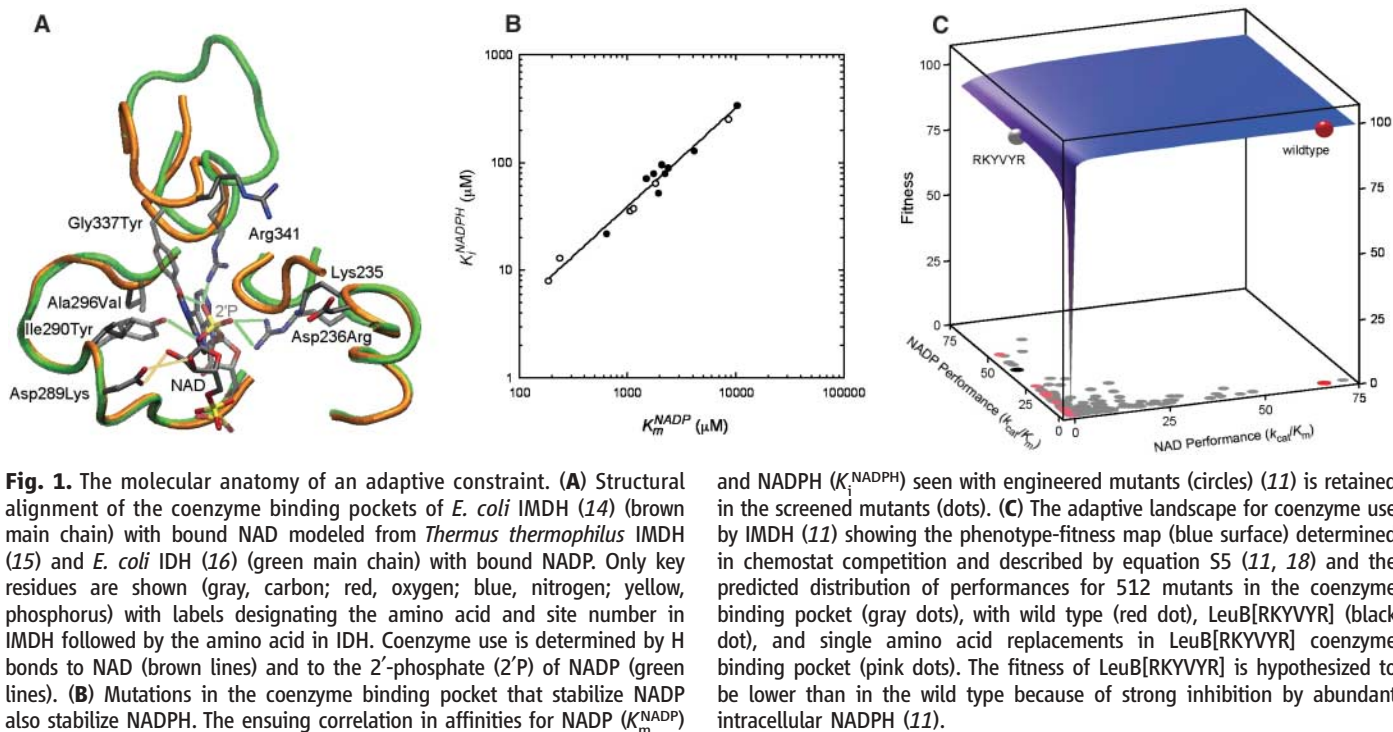 A
Gly337Tyr
Arg341
Lys235
Ala296Val
2'P
Ile290Tyr
Asp236Arg
NAD
Asp289Lys
B
1000
100
10
1
100
1000
10000
100000
K_i^NADPH (μM)
K_m^NADP (μM)
C
100
75
50
25
0
Fitness
RKYVYR
wildtype
100
75
50
25
0
75
50
25
0
NADP Performance (k_cat/K_m)
0
25
50
75
NAD Performance (k_cat/K_m)
Fig. 1. The molecular anatomy of an adaptive constraint. (A) Structural
alignment of the coenzyme binding pockets of E. coli IMDH (14) (brown
main chain) with bound NAD modeled from Thermus thermophilus IMDH
(15) and E. coli IDH (16) (green main chain) with bound NADP. Only key
residues are shown (gray, carbon; red, oxygen; blue, nitrogen; yellow,
phosphorus) with labels designating the amino acid and site number in
IMDH followed by the amino acid in IDH. Coenzyme use is determined by H
bonds to NAD (brown lines) and to the 2′-phosphate (2′P) of NADP (green
lines). (B) Mutations in the coenzyme binding pocket that stabilize NADP
also stabilize NADPH. The ensuing correlation in affinities for NADP (K_m^NADP)
and NADPH (K_i^NADPH) seen with engineered mutants (circles) (11) is retained
in the screened mutants (dots). (C) The adaptive landscape for coenzyme use
by IMDH (11) showing the phenotype-fitness map (blue surface) determined
in chemostat competition and described by equation S5 (11, 18) and the
predicted distribution of performances for 512 mutants in the coenzyme
binding pocket (gray dots), with wild type (red dot), LeuB[RKYVYR] (black
dot), and single amino acid replacements in LeuB[RKYVYR] coenzyme
binding pocket (pink dots). The fitness of LeuB[RKYVYR] is hypothesized to
be lower than in the wild type because of strong inhibition by abundant
intracellular NADPH (11).